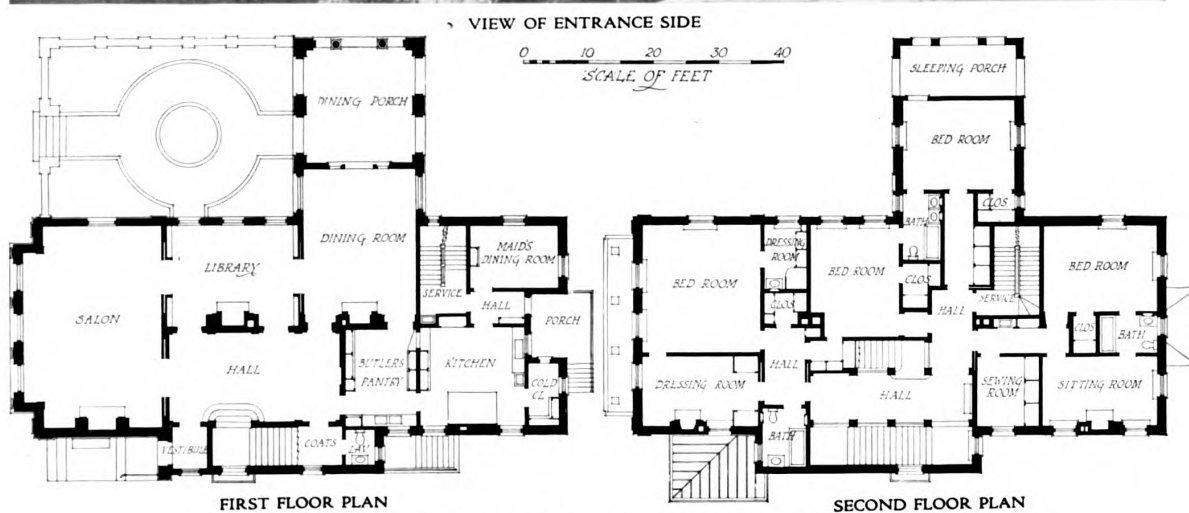 VIEW OF ENTRANCE SIDE
0 10 20 30 40
SCALE OF FEET
DINING PORCH
DINING ROOM
LIBRARY
SALON
HALL
SERVICE
MAID'S
DINING ROOM
HALL
PORCH
BUTLERS
PANTRY
KITCHEN
COLD
CL.
VESTIBULE
COATS
LAV
FIRST FLOOR PLAN
SLEEPING PORCH
BED ROOM
CLOS
BATH
DRESSING
ROOM
BED ROOM
BED ROOM
CLOS
CLOS
HALL
SERVICE
BED ROOM
CLOS
BATH
HALL
DRESSING ROOM
HALL
SEWING
ROOM
SITTING ROOM
BATH
SECOND FLOOR PLAN